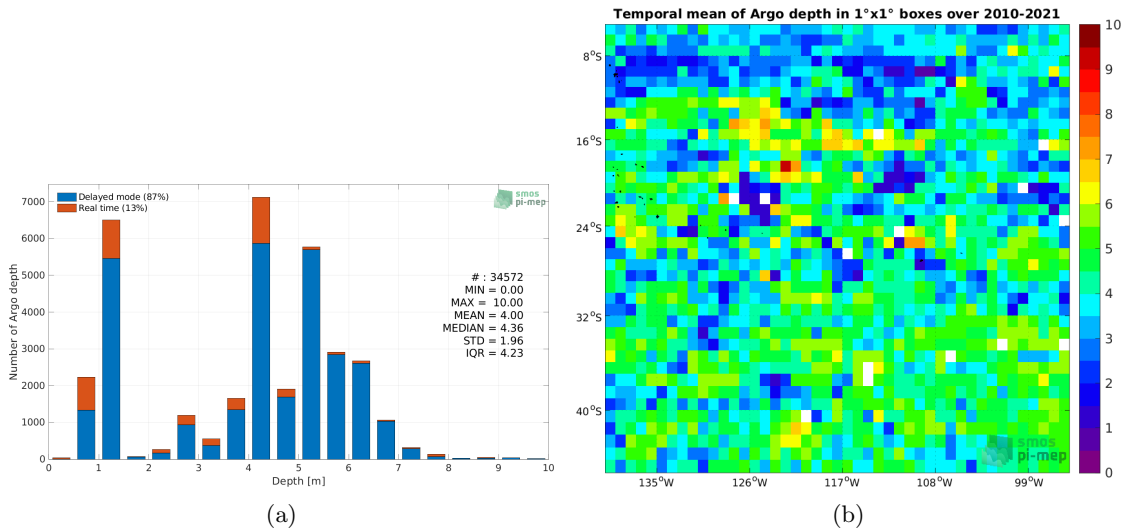 Delayed mode (87%)
Real time (13%)
smos
pi-mep
Number of Argo depth
7000
6000
5000
4000
3000
2000
1000
0
# : 34572
MIN = 0.00
MAX = 10.00
MEAN = 4.00
MEDIAN = 4.36
STD = 1.96
IQR = 4.23
0 1 2 3 4 5 6 7 8 9 10
Depth [m]
(a)
Temporal mean of Argo depth in 1°x1° boxes over 2010-2021
8°S
16°S
24°S
32°S
40°S
135°W 126°W 117°W 108°W 99°W
smos
pi-mep
10
9
8
7
6
5
4
3
2
1
0
(b)